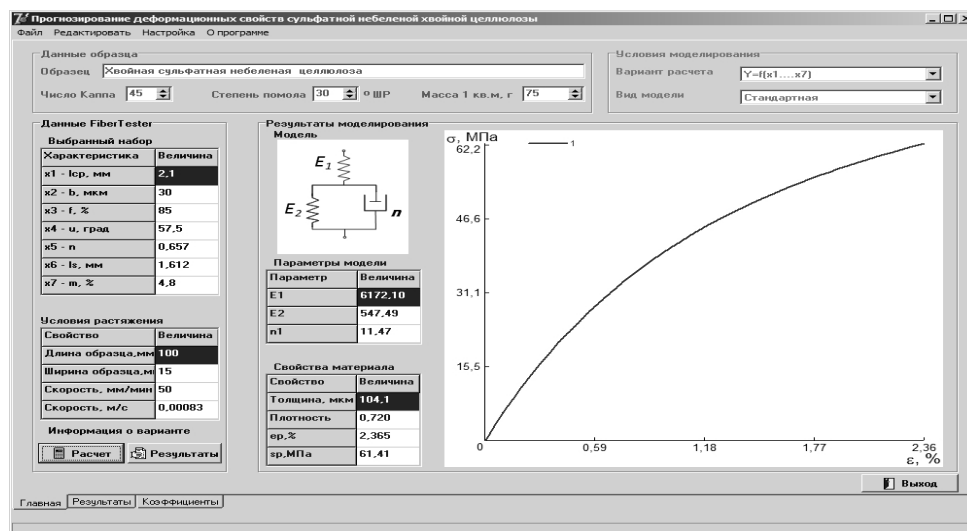 Прогнозирование деформационных свойств сульфатной небеленой хвойной целлюлозы
Файл Редактировать Настройка О программе
Данные образца
Образец Хвойная сульфатная небеленая целлюлоза
Число Каппа 45 Степень помола 30 º ШР Масса 1 кв.м, г 75
Условия моделирования
Вариант расчета Y=f(x1....x7)
Вид модели Стандартная
Данные FiberTester
Выбранный набор
Характеристика Величина
x1 - lcp, мм 2,1
x2 - b, мкм 30
x3 - f, % 85
x4 - u, град 57,5
x5 - n 0,657
x6 - ls, мм 1,612
x7 - m, % 4,8
Условия растяжения
Свойство Величина
Длина образца,мм 100
Ширина образца,м 15
Скорость, мм/мин 50
Скорость, м/с 0,00083
Информация о варианте
Расчет Результаты
Результаты моделирования
Модель
E1
E2
n
Параметры модели
Параметр Величина
E1 6172,10
E2 547,49
n1 11,47
Свойства материала
Свойство Величина
Толщина, мкм 104,1
Плотность 0,720
ep,% 2,365
sp,МПа 61,41
σ, МПа
1
62,2
46,6
31,1
15,5
0 0,59 1,18 1,77 2,36
ε, %
Выход
Главная Результаты Коэффициенты